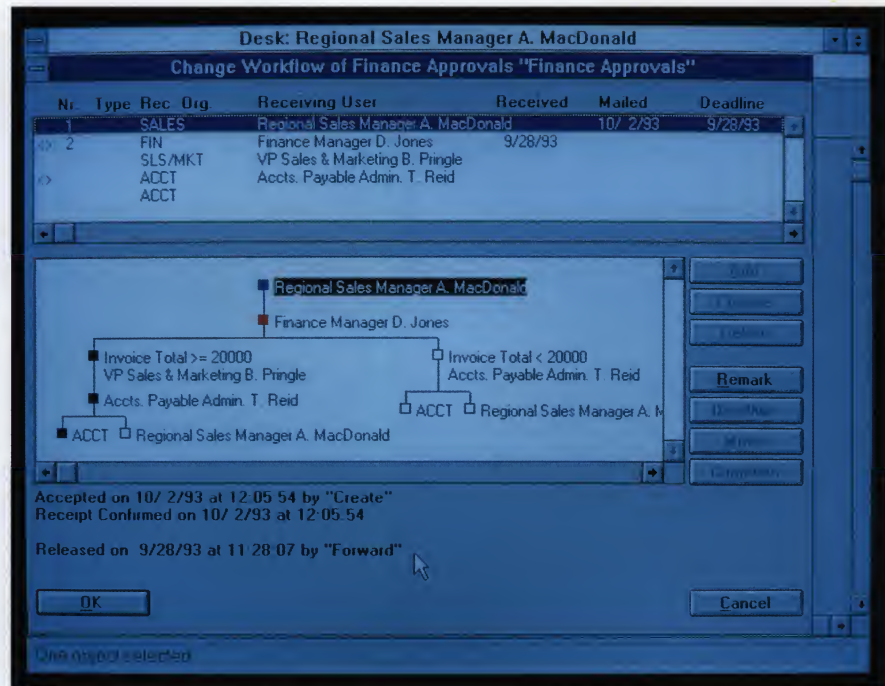 Desk: Regional Sales Manager A. MacDonald
Change Workflow of Finance Approvals "Finance Approvals"
Nr. Type Rec. Org. Receiving User Received Mailed Deadline
1 SALES Regional Sales Manager A. MacDonald 10/ 2/93 9/28/93
<> 2 FIN Finance Manager D. Jones 9/28/93
SLS/MKT VP Sales & Marketing B. Pringle
<> ACCT Accts. Payable Admin. T. Reid
ACCT
Regional Sales Manager A. MacDonald
Finance Manager D. Jones
Invoice Total >= 20000
VP Sales & Marketing B. Pringle
Accts. Payable Admin. T. Reid
ACCT Regional Sales Manager A. MacDonald
Invoice Total < 20000
Accts. Payable Admin. T. Reid
ACCT Regional Sales Manager A. M
Remark
Accepted on 10/ 2/93 at 12:05:54 by "Create"
Receipt Confirmed on 10/ 2/93 at 12:05:54
Released on 9/28/93 at 11:28:07 by "Forward"
OK
Cancel
One object selected